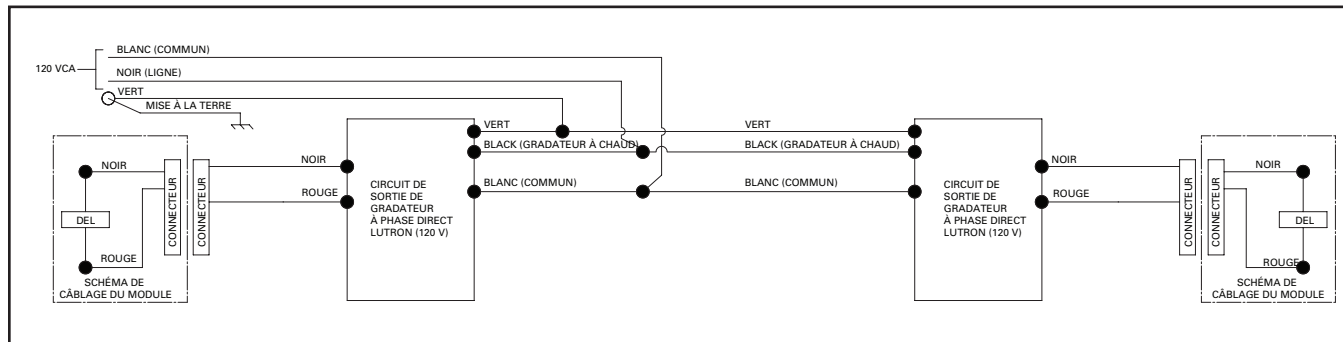 BLANC (COMMUN)
120 VCA
NOIR (LIGNE)
VERT
MISE À LA TERRE
VERT
VERT
NOIR
CONNECTEUR
CONNECTEUR
NOIR
BLACK (GRADATEUR À CHAUD)
BLACK (GRADATEUR À CHAUD)
NOIR
CONNECTEUR
CONNECTEUR
NOIR
DEL
ROUGE
CIRCUIT DE
SORTIE DE
GRADATEUR
À PHASE DIRECT
LUTRON (120 V)
BLANC (COMMUN)
BLANC (COMMUN)
CIRCUIT DE
SORTIE DE
GRADATEUR
À PHASE DIRECT
LUTRON (120 V)
ROUGE
DEL
ROUGE
SCHÉMA DE
CÂBLAGE DU MODULE
ROUGE
SCHÉMA DE
CÂBLAGE DU MODULE